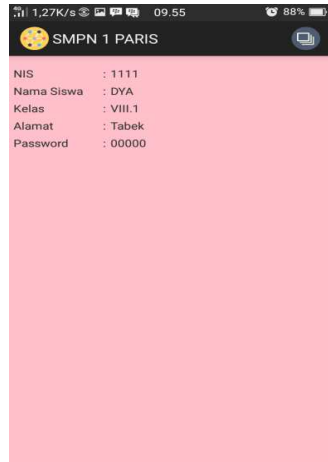 1,27K/s 09.55 88%
SMPN 1 PARIS
NIS : 1111
Nama Siswa : DYA
Kelas : VIII.1
Alamat : Tabek
Password : 00000